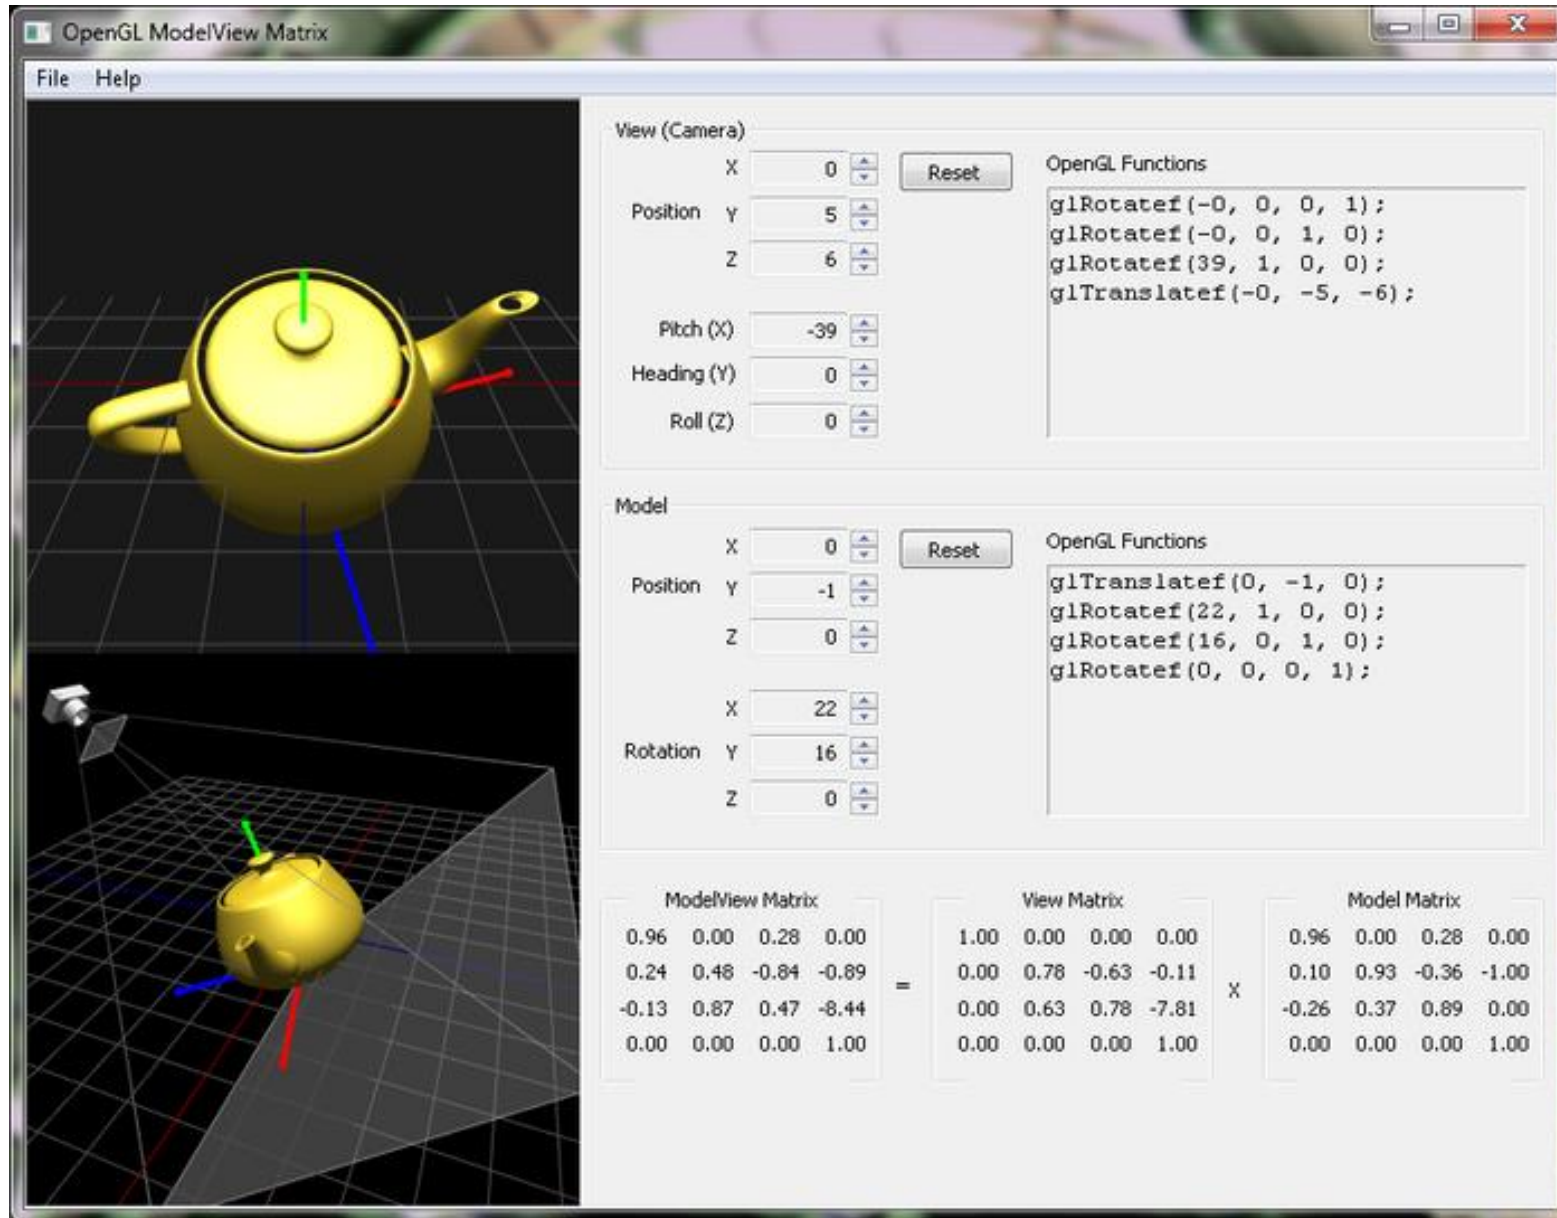 OpenGL ModelView Matrix
File Help
View (Camera)
X 0 Reset
Position Y 5
Z 6
Pitch (X) -39
Heading (Y) 0
Roll (Z) 0
OpenGL Functions
glRotatef(-0, 0, 0, 1);
glRotatef(-0, 0, 1, 0);
glRotatef(39, 1, 0, 0);
glTranslatef(-0, -5, -6);
Model
X 0 Reset
Position Y -1
Z 0
X 22
Rotation Y 16
Z 0
OpenGL Functions
glTranslatef(0, -1, 0);
glRotatef(22, 1, 0, 0);
glRotatef(16, 0, 1, 0);
glRotatef(0, 0, 0, 1);
ModelView Matrix View Matrix Model Matrix
0.96 0.00 0.28 0.00 1.00 0.00 0.00 0.00 0.96 0.00 0.28 0.00
0.24 0.48 -0.84 -0.89 0.00 0.78 -0.63 -0.11 0.10 0.93 -0.36 -1.00
= X
-0.13 0.87 0.47 -8.44 0.00 0.63 0.78 -7.81 -0.26 0.37 0.89 0.00
0.00 0.00 0.00 1.00 0.00 0.00 0.00 1.00 0.00 0.00 0.00 1.00